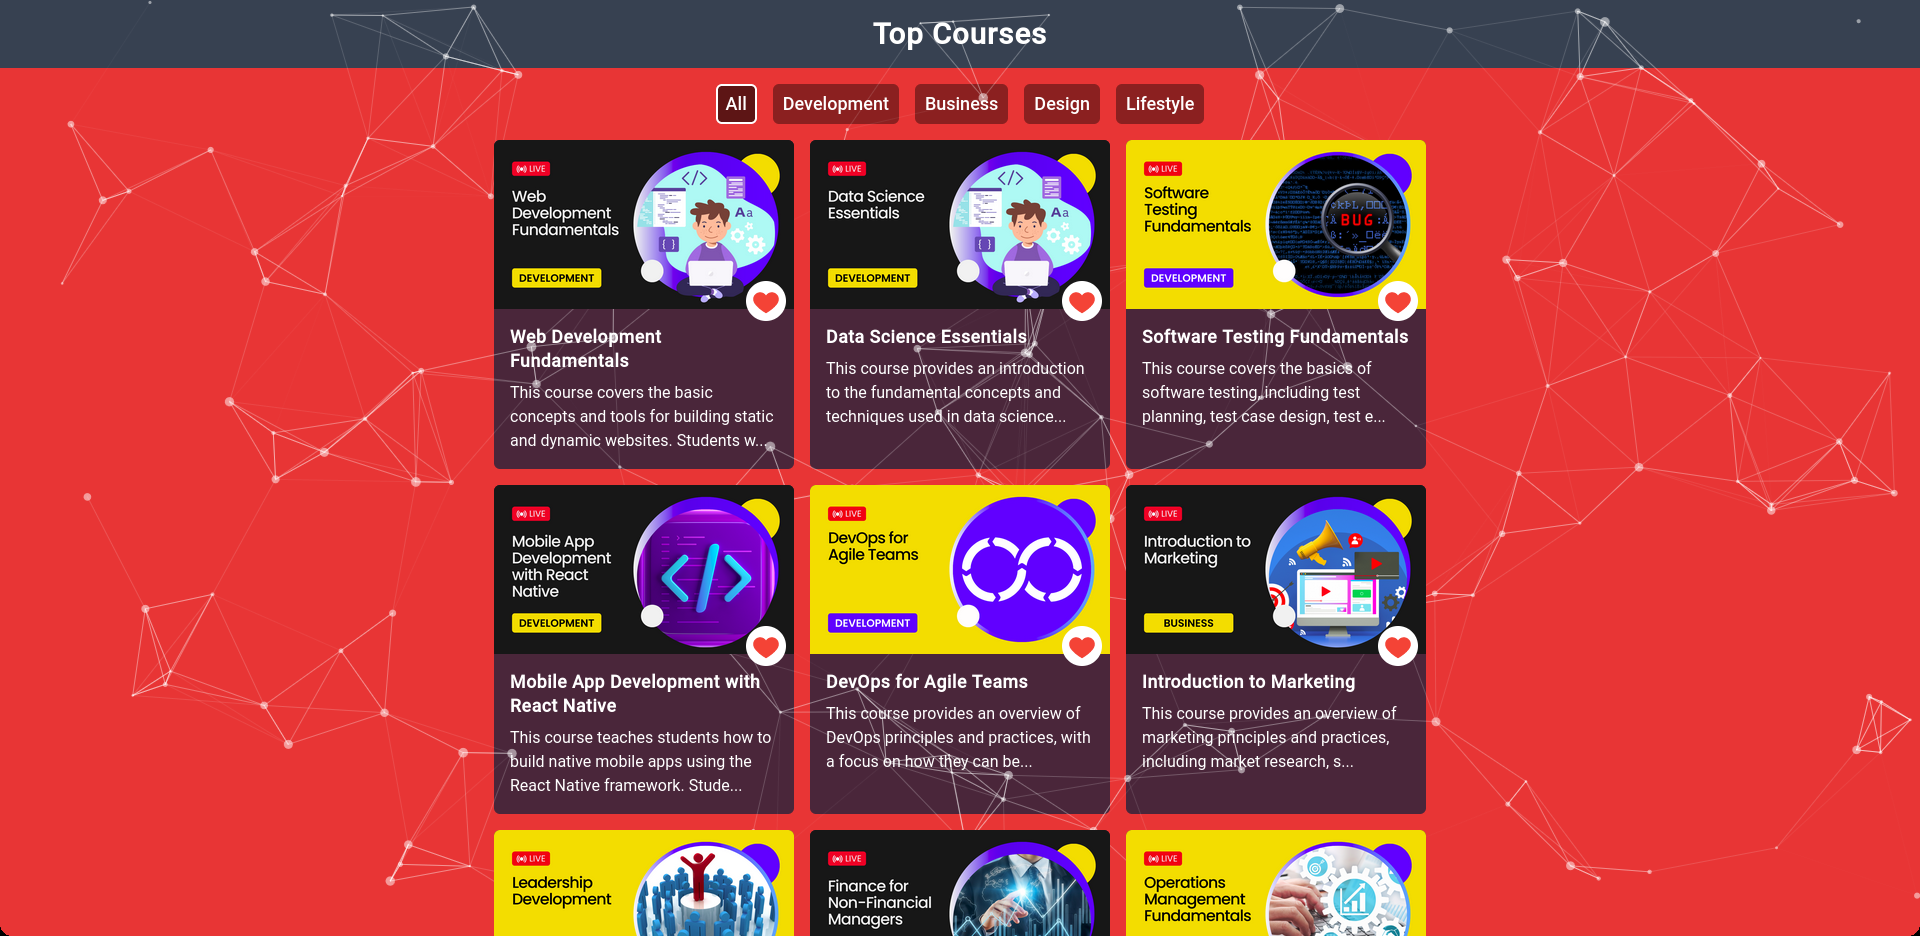 Top Courses
All
Development
Business
Design
Lifestyle
LIVE
Web
Development
Fundamentals
DEVELOPMENT
Aa
Web Development
Fundamentals
This course covers the basic
concepts and tools for building static
and dynamic websites. Students w...
LIVE
Data Science
Essentials
DEVELOPMENT
Aa
Data Science Essentials
This course provides an introduction
to the fundamental concepts and
techniques used in data science...
LIVE
Software
Testing
Fundamentals
DEVELOPMENT
BUG
Software Testing Fundamentals
This course covers the basics of
software testing, including test
planning, test case design, test e...
LIVE
Mobile App
Development
with React
Native
DEVELOPMENT
Mobile App Development with
React Native
This course teaches students how to
build native mobile apps using the
React Native framework. Stude...
LIVE
DevOps for
Agile Teams
DEVELOPMENT
DevOps for Agile Teams
This course provides an overview of
DevOps principles and practices, with
a focus on how they can be...
LIVE
Introduction to
Marketing
BUSINESS
Introduction to Marketing
This course provides an overview of
marketing principles and practices,
including market research, s...
LIVE
Leadership
Development
LIVE
Finance for
Non-Financial
Managers
LIVE
Operations
Management
Fundamentals